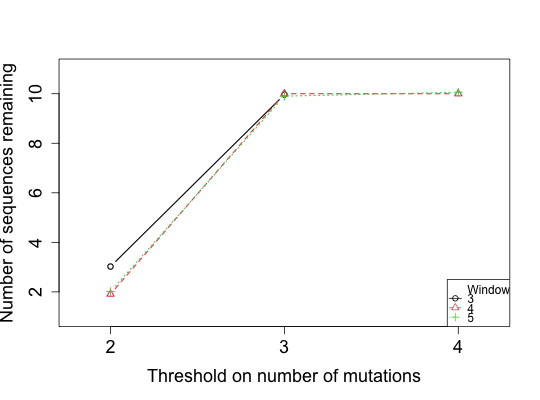 Number of sequences remaining
10
8
6
4
2
2 3 4
Threshold on number of mutations
Window
3
4
5